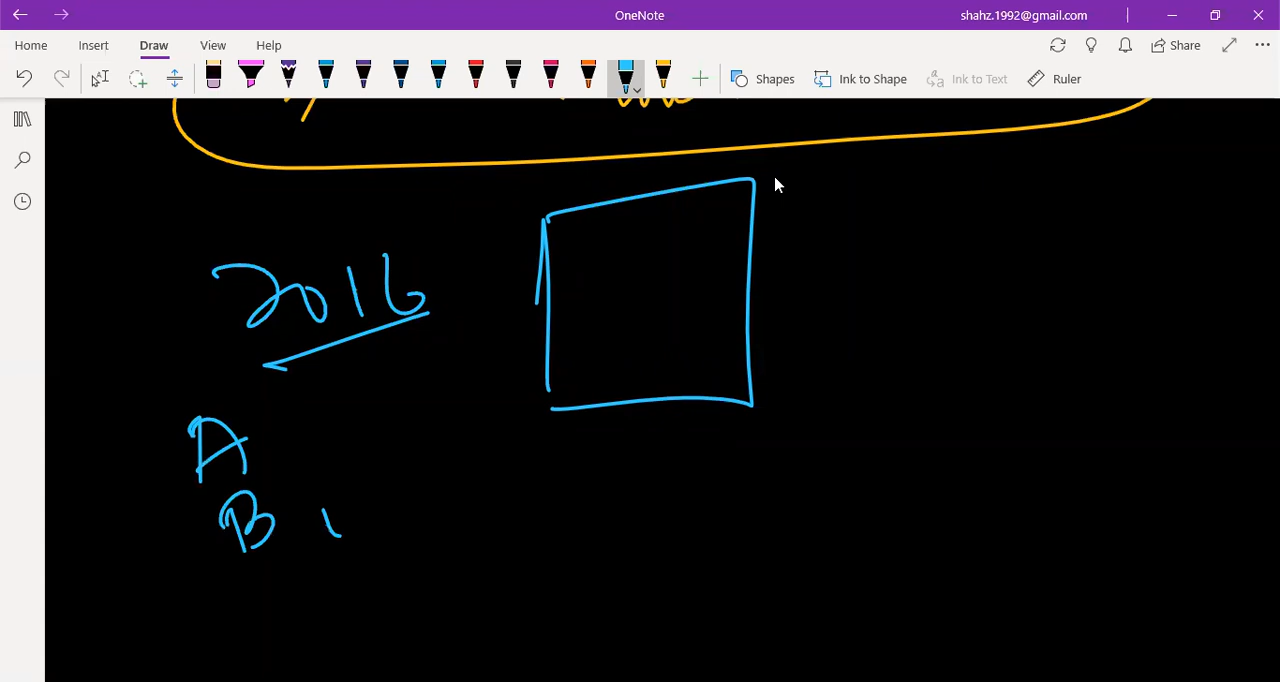 OneNote
shahz.1992@gmail.com
Home Insert Draw View Help
Share
Shapes Ink to Shape Ink to Text Ruler
2016
A
B